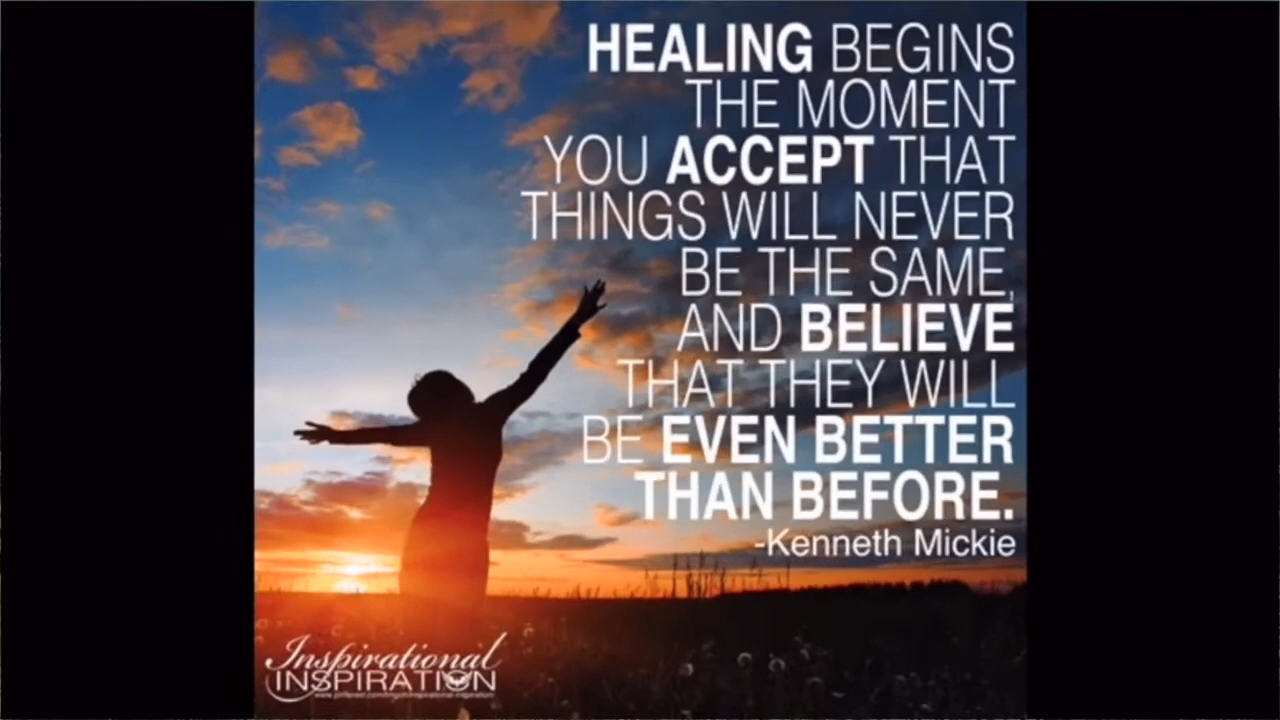 HEALING BEGINS
THE MOMENT
YOU ACCEPT THAT
THINGS WILL NEVER
BE THE SAME,
AND BELIEVE
THAT THEY WILL
BE EVEN BETTER
THAN BEFORE.
-Kenneth Mickie
Inspirational
INSPIRATION